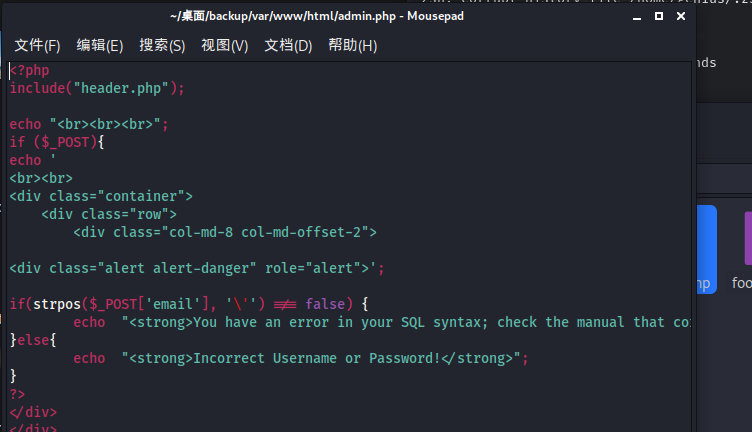 ~/桌面/backup/var/www/html/admin.php - Mousepad
文件(F) 编辑(E) 搜索(S) 视图(V) 文档(D) 帮助(H)
<?php
include("header.php");
echo "<br><br><br>";
if ($_POST){
echo '
<br><br>
<div class="container">
<div class="row">
<div class="col-md-8 col-md-offset-2">
<div class="alert alert-danger" role="alert">';
if(strpos($_POST['email'], '\'') !== false) {
echo "<strong>You have an error in your SQL syntax; check the manual that
}else{
echo "<strong>Incorrect Username or Password!</strong>";
}
?>
</div>
</div>
nds
foo